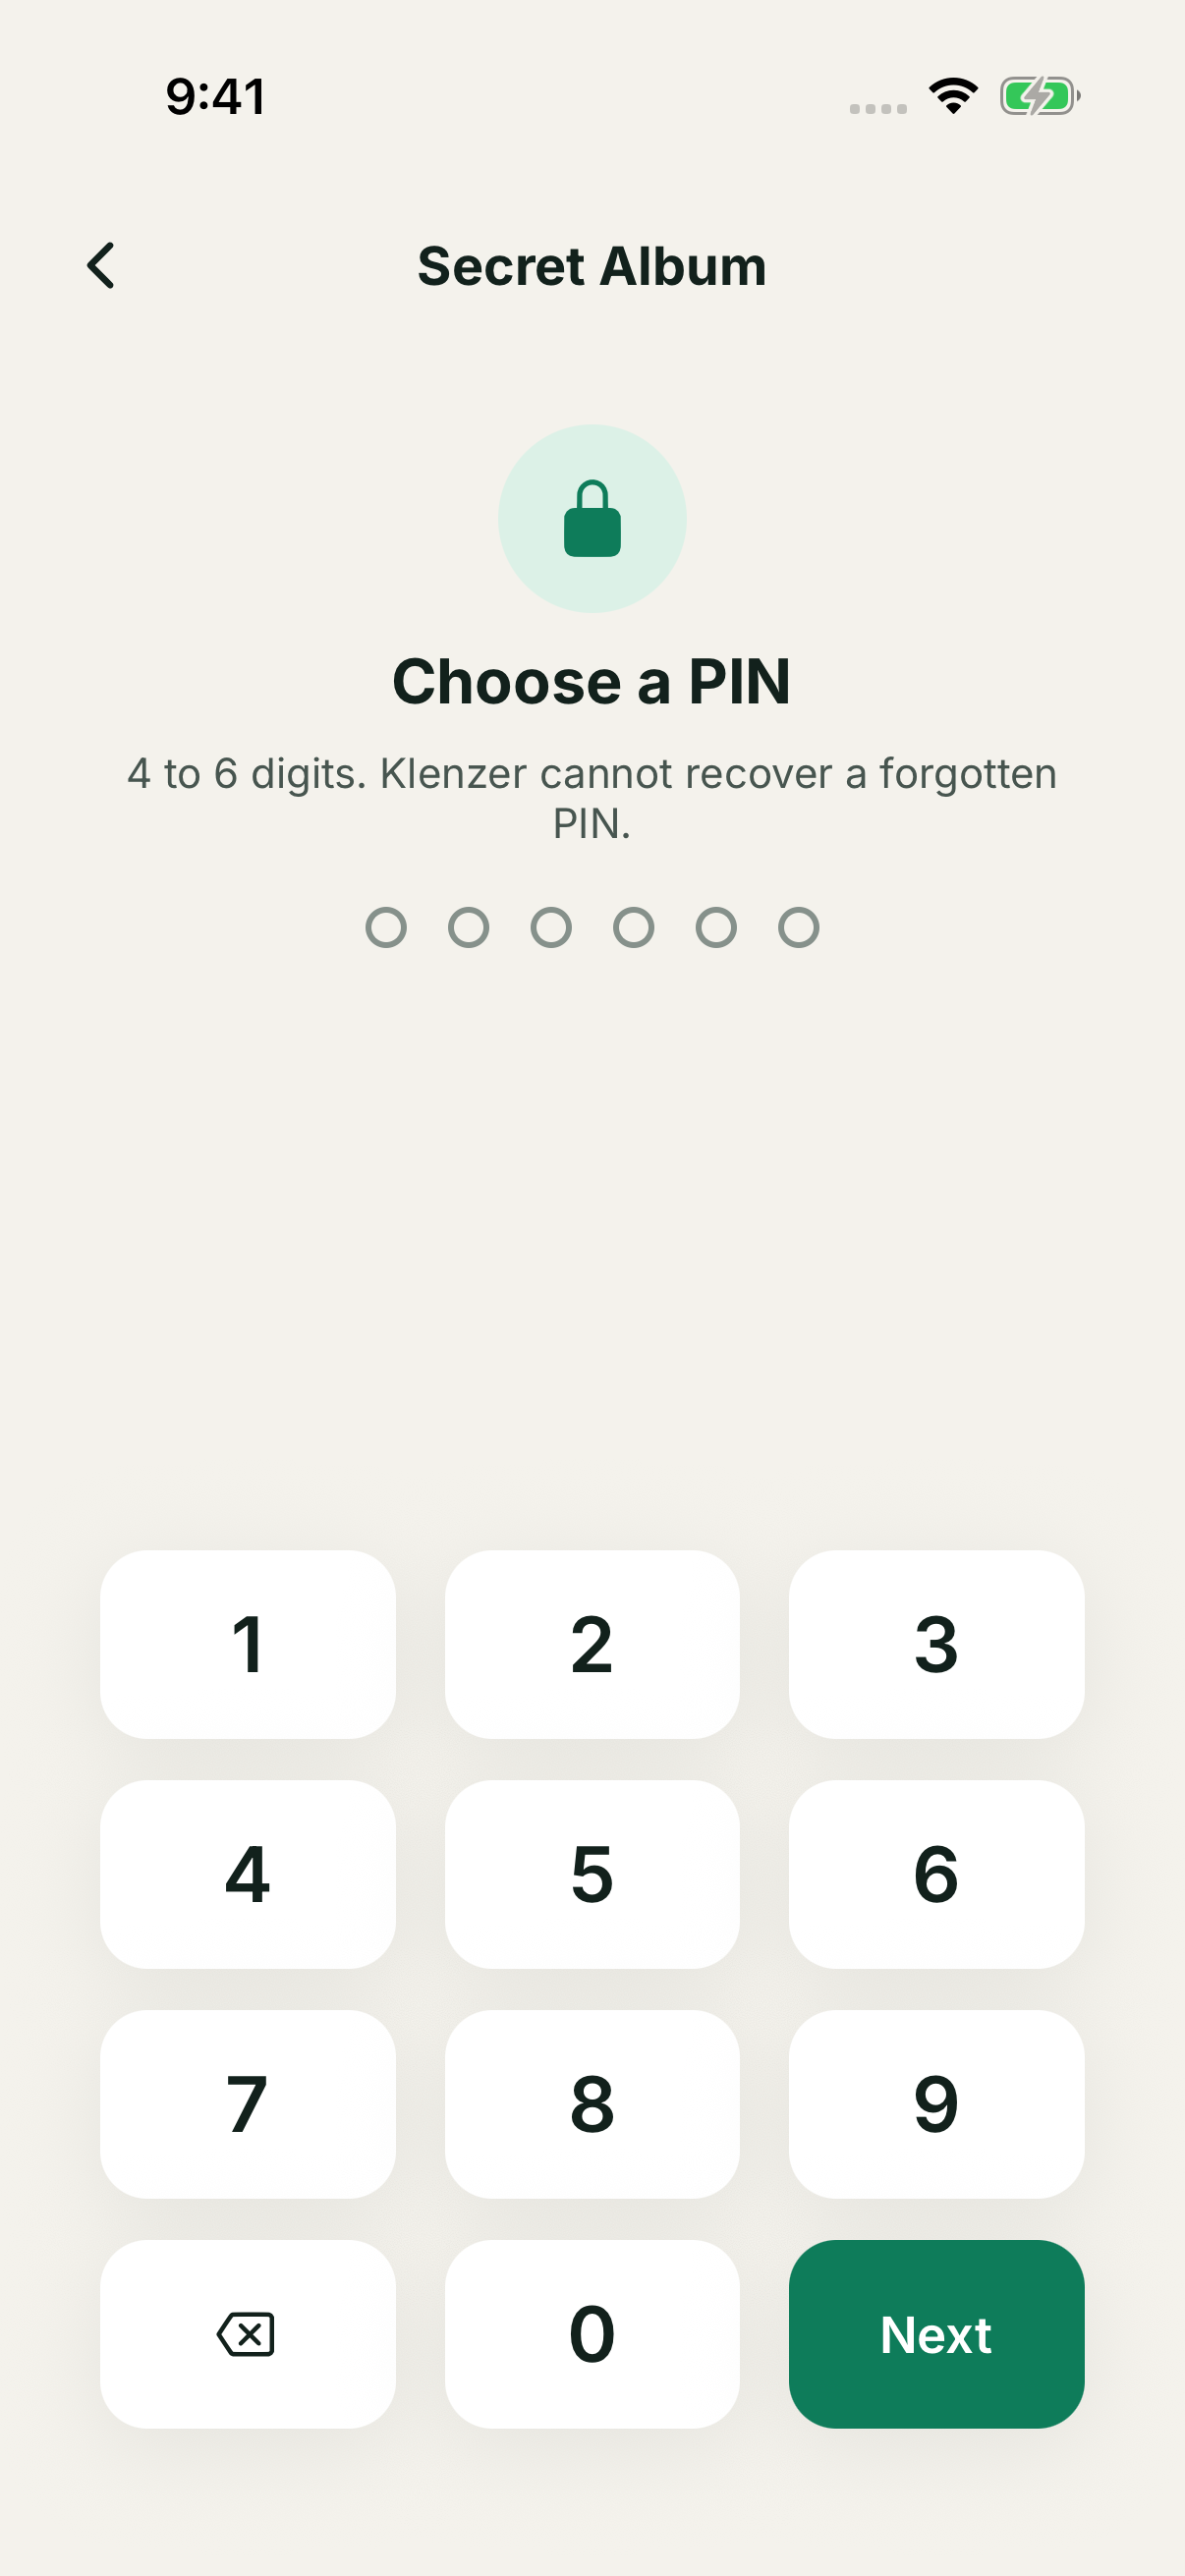 9:41
Secret Album
Choose a PIN
4 to 6 digits. Klenzer cannot recover a forgotten
PIN.
1 2 3
4 5 6
7 8 9
0 Next